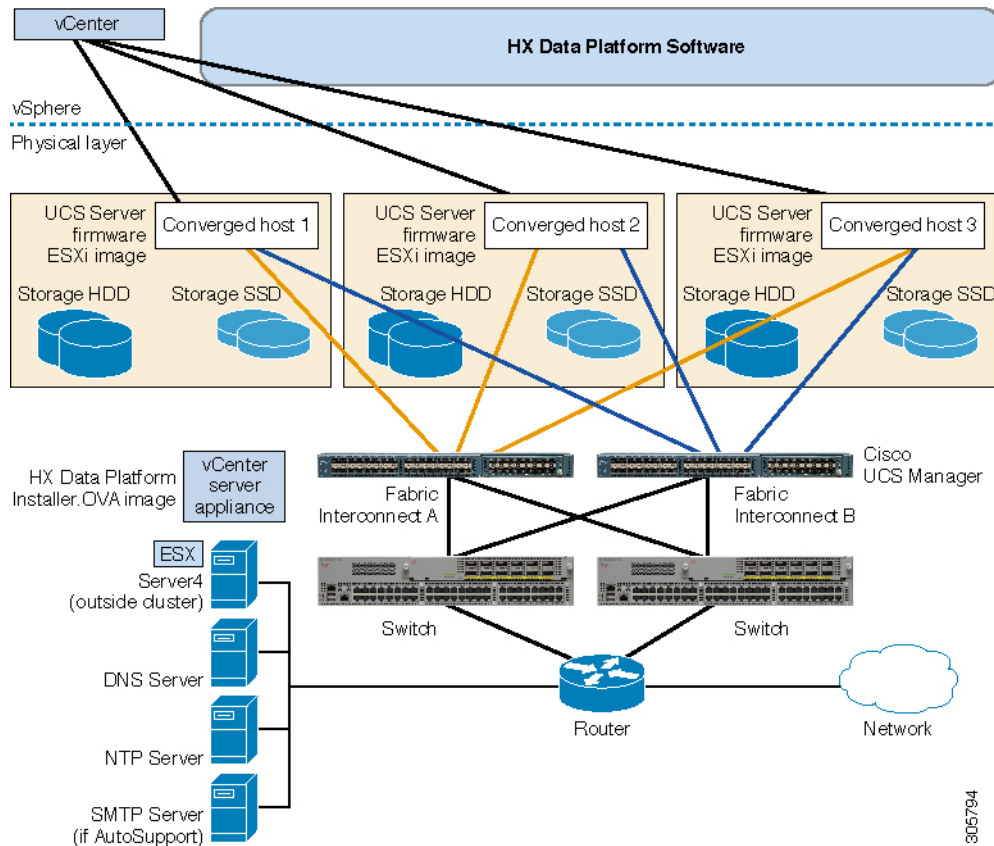 vCenter
HX Data Platform Software
vSphere
Physical layer
UCS Server
firmware
ESXi image
Converged host 1
Storage HDD
Storage SSD
UCS Server
firmware
ESXi image
Converged host 2
Storage HDD
Storage SSD
UCS Server
firmware
ESXi image
Converged host 3
Storage HDD
Storage SSD
HX Data Platform
Installer.OVA image
vCenter
server
appliance
Fabric
Interconnect A
Fabric
Interconnect B
Cisco
UCS Manager
ESX
Server4
(outside cluster)
Switch
Switch
DNS Server
Router
Network
NTP Server
SMTP Server
(if AutoSupport)
305794